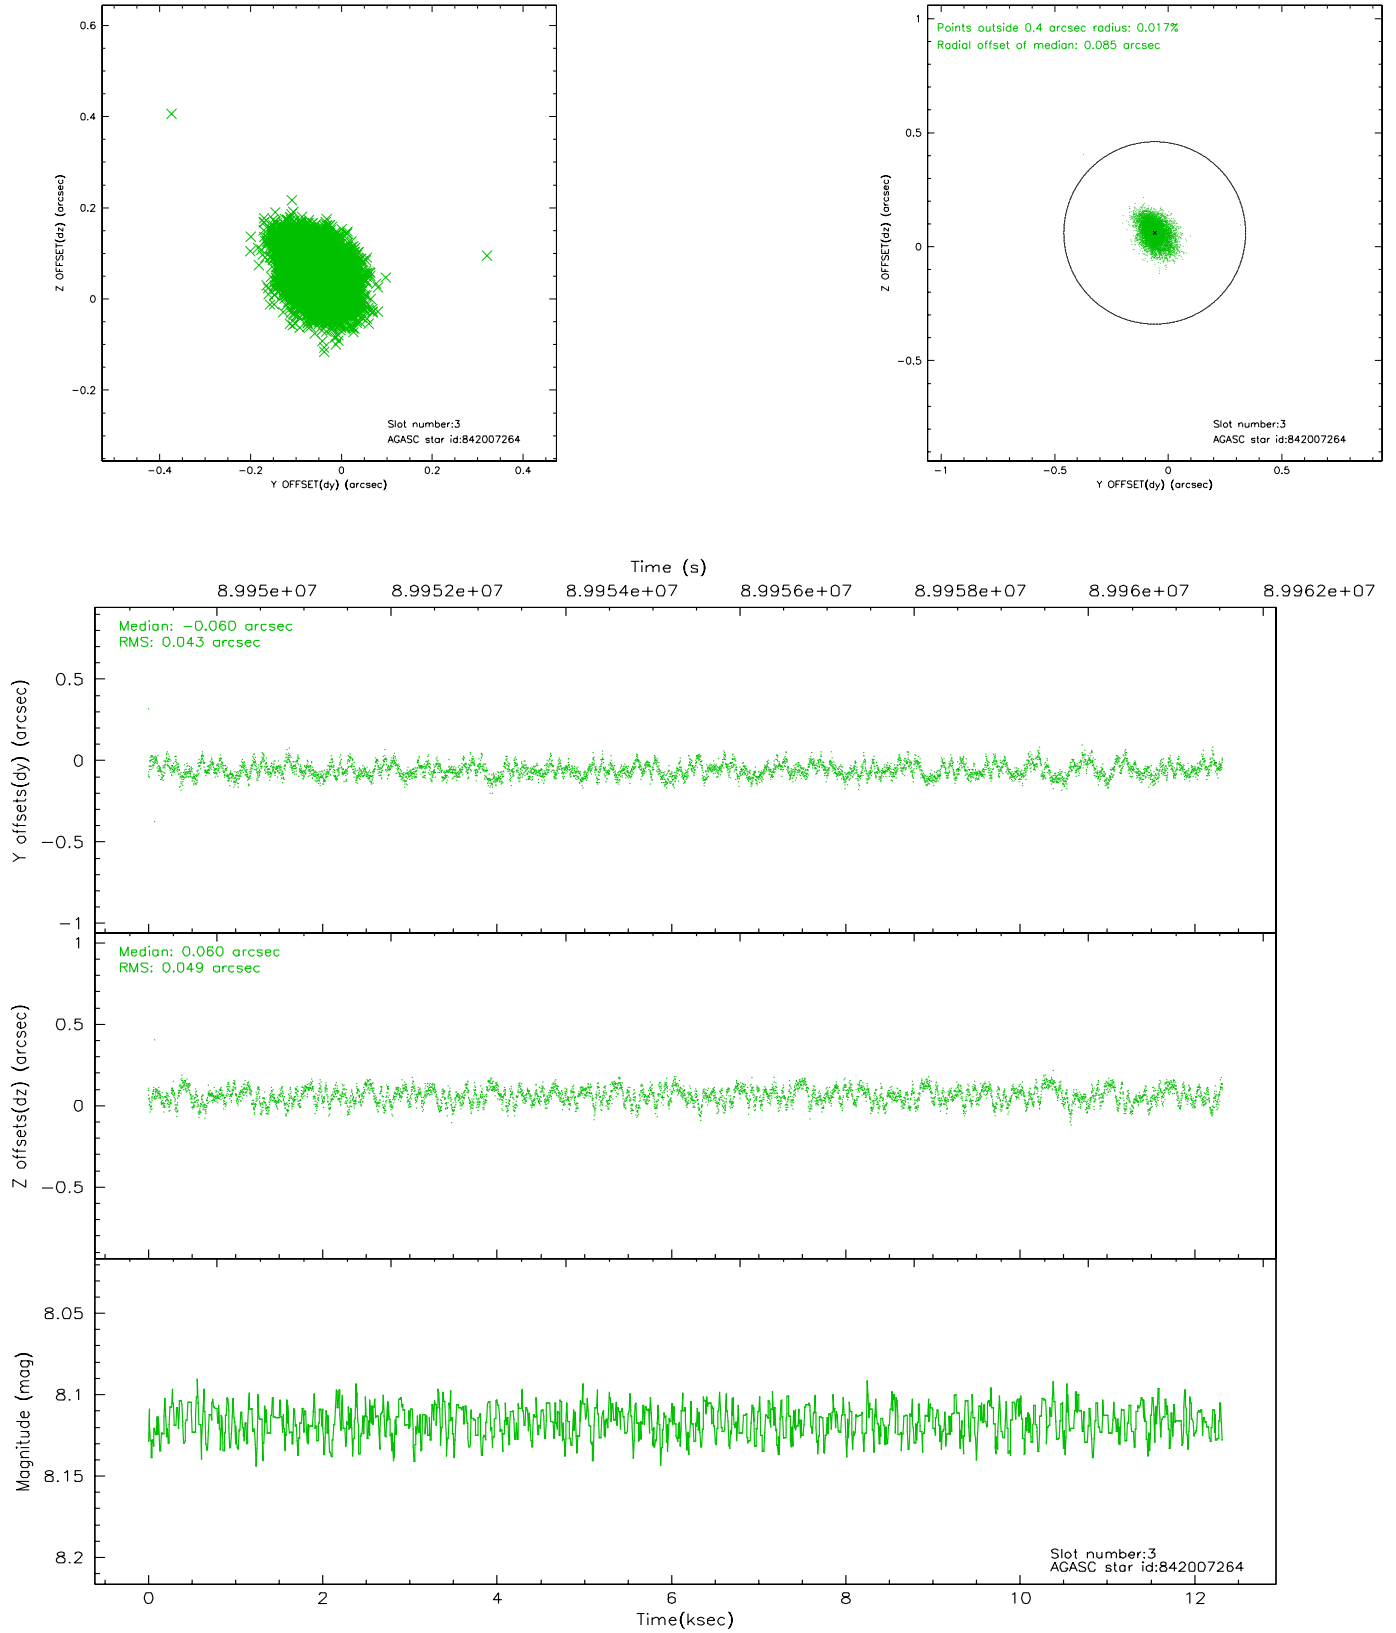 0.6
0.4
0.2
0
−0.2
−0.4
−0.2
0
0.2
0.4
Z OFFSET(dz) (arcsec)
Y OFFSET(dy) (arcsec)
Slot number:3
AGASC star id:842007264
Points outside 0.4 arcsec radius: 0.017%
Radial offset of median: 0.085 arcsec
1
0.5
0
−0.5
−1
−0.5
0
0.5
Z OFFSET(dz) (arcsec)
Y OFFSET(dy) (arcsec)
Slot number:3
AGASC star id:842007264
Time (s)
8.995e+07 8.9952e+07 8.9954e+07 8.9956e+07 8.9958e+07 8.996e+07 8.9962e+07
Median: −0.060 arcsec
RMS: 0.043 arcsec
0.5
0
−0.5
−1
Y offsets(dy) (arcsec)
Median: 0.060 arcsec
RMS: 0.049 arcsec
1
0.5
0
−0.5
Z offsets(dz) (arcsec)
8.05
8.1
8.15
8.2
Magnitude (mag)
Slot number:3
AGASC star id:842007264
0 2 4 6 8 10 12
Time(ksec)